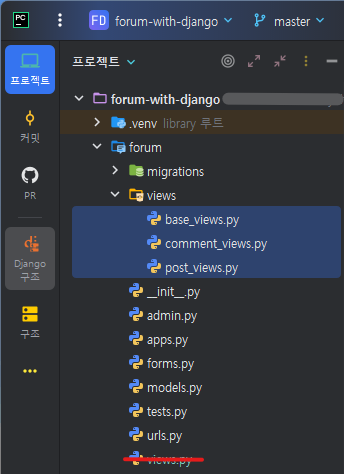 PC
FD forum-with-django
master
프로젝트
프로젝트
커밋
PR
Django
구조
구조
forum-with-django
.venv library 루트
forum
migrations
views
base_views.py
comment_views.py
post_views.py
__init__.py
admin.py
apps.py
forms.py
models.py
tests.py
urls.py
views.py